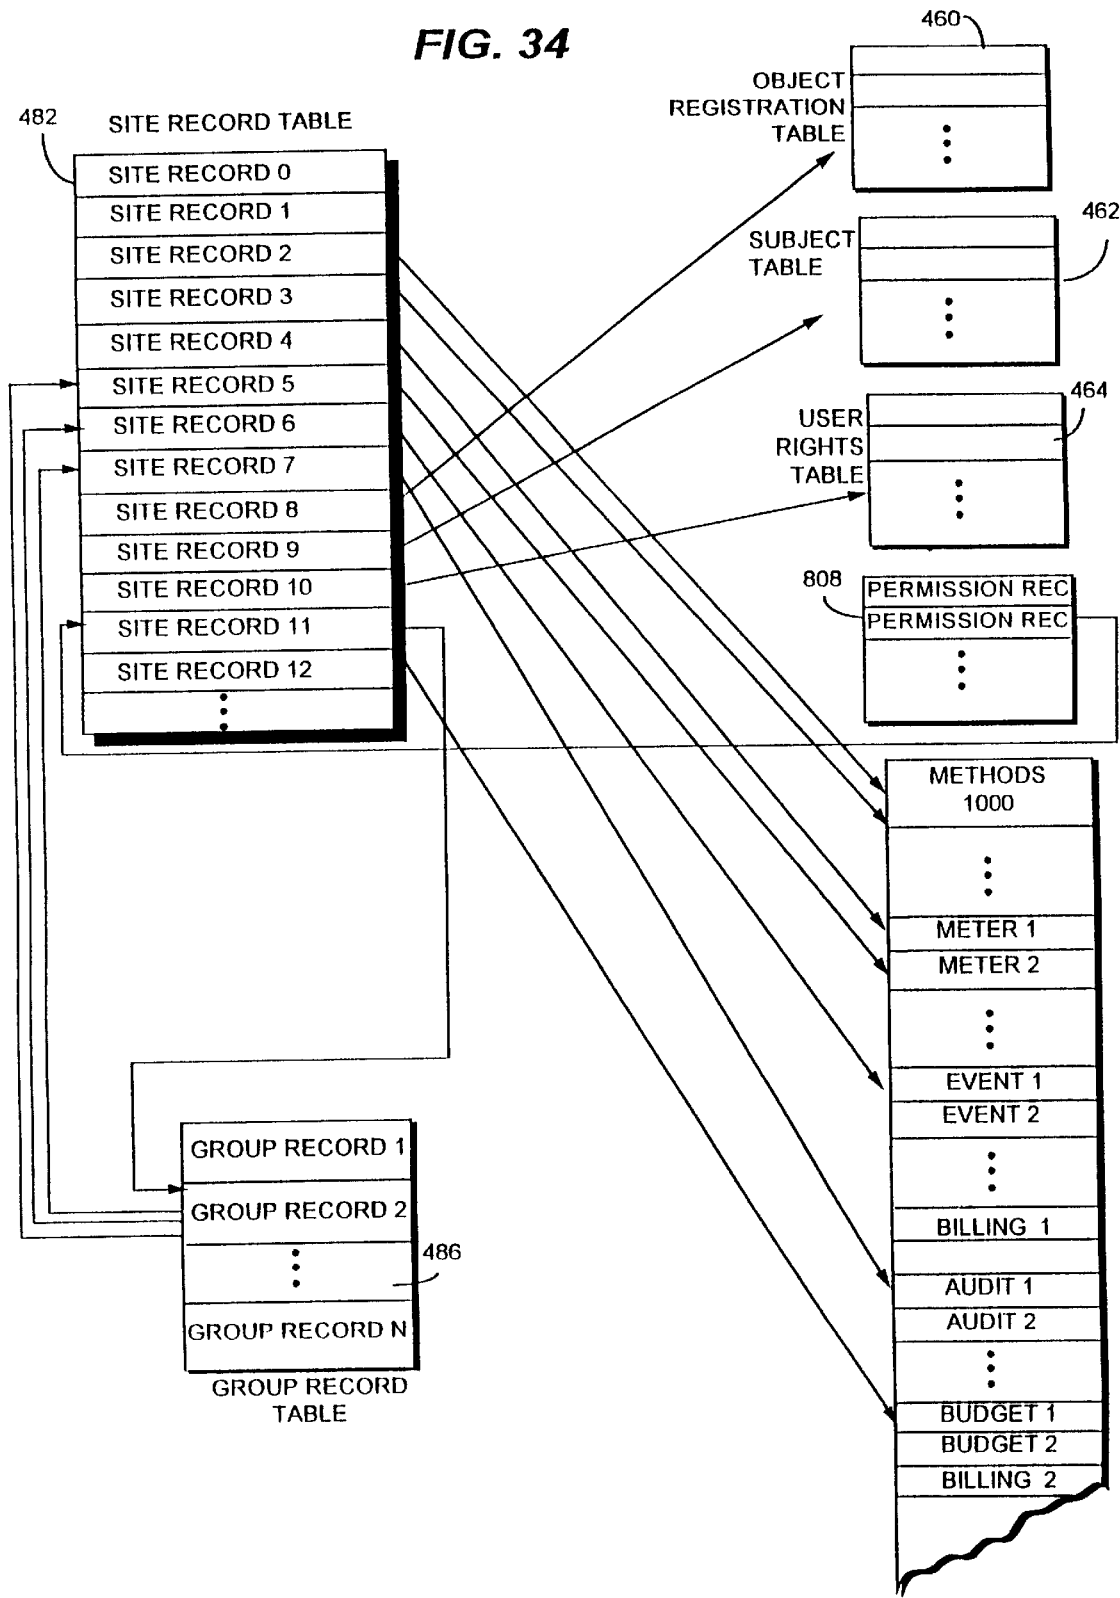 FIG. 34
482
SITE RECORD TABLE
SITE RECORD 0
SITE RECORD 1
SITE RECORD 2
SITE RECORD 3
SITE RECORD 4
SITE RECORD 5
SITE RECORD 6
SITE RECORD 7
SITE RECORD 8
SITE RECORD 9
SITE RECORD 10
SITE RECORD 11
SITE RECORD 12
460
OBJECT
REGISTRATION
TABLE
462
SUBJECT
TABLE
464
USER
RIGHTS
TABLE
808
PERMISSION REC
PERMISSION REC
METHODS
1000
METER 1
METER 2
EVENT 1
EVENT 2
BILLING 1
AUDIT 1
AUDIT 2
BUDGET 1
BUDGET 2
BILLING 2
GROUP RECORD 1
GROUP RECORD 2
486
GROUP RECORD N
GROUP RECORD
TABLE